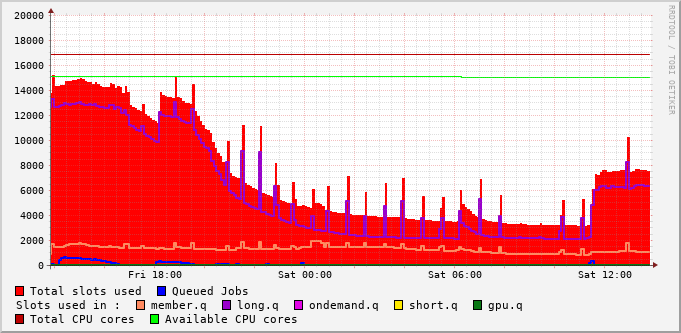 20000
18000
16000
14000
12000
10000
8000
6000
4000
2000
0
Fri 18:00 Sat 00:00 Sat 06:00 Sat 12:00
RRDTOOL / TOBI OETIKER
Total slots used Queued Jobs
Slots used in : member.q long.q ondemand.q short.q gpu.q
Total CPU cores Available CPU cores